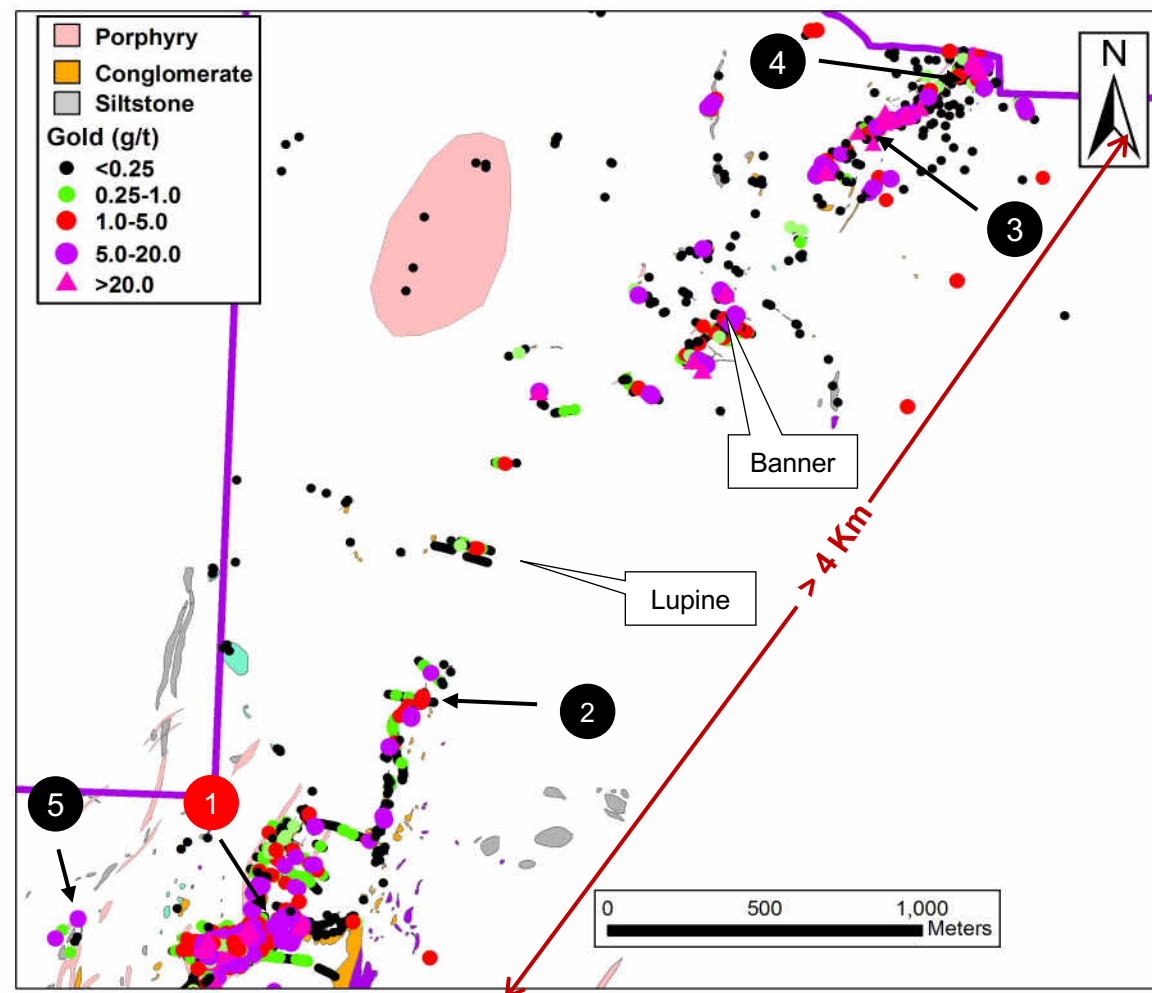 Porphyry
Conglomerate
Siltstone
Gold (g/t)
<0.25
0.25-1.0
1.0-5.0
5.0-20.0
>20.0
N
4
3
Banner
> 4 Km
Lupine
2
5
1
0 500 1,000
Meters